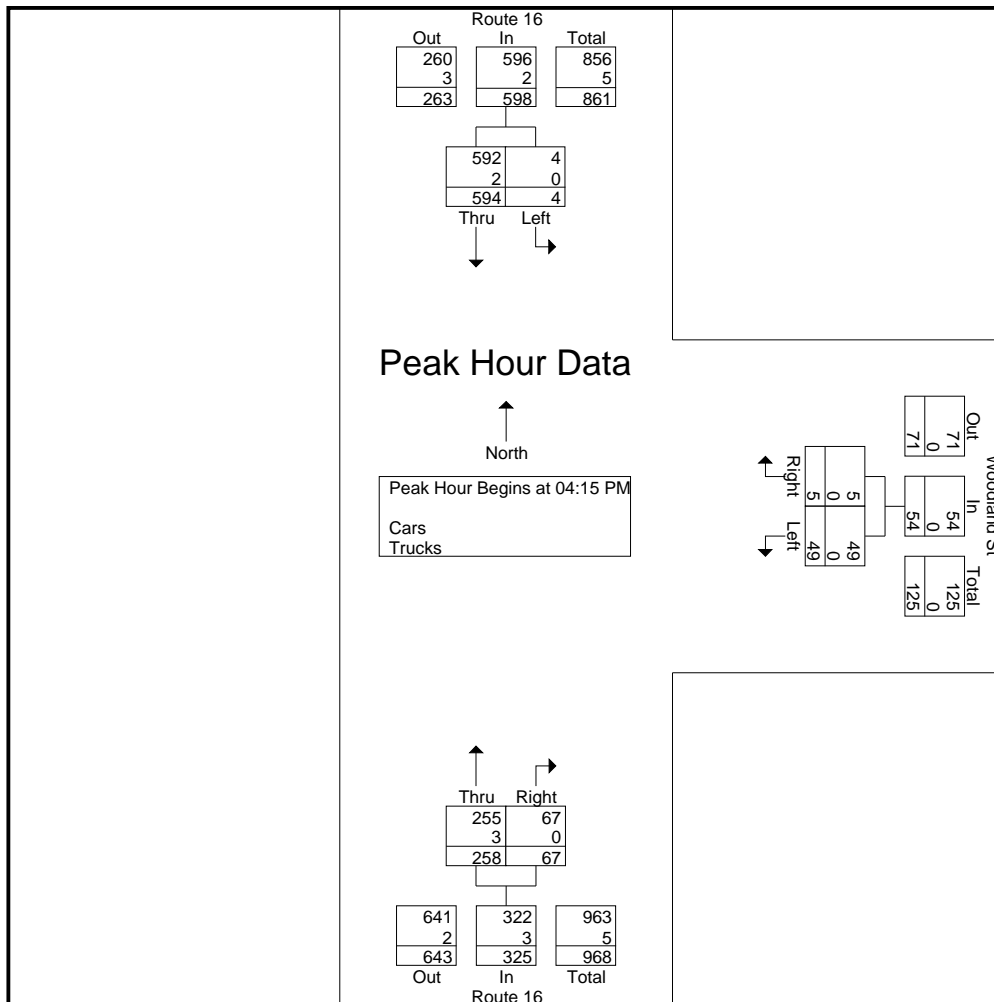 Route 16
Out In Total
260 596 856
3 2 5
263 598 861
592 4
2 0
594 4
Thru Left
Peak Hour Data
North
Peak Hour Begins at 04:15 PM
Cars
Trucks
Right Left
5 49
0 0
5 49
Woodland St
Out In Total
71 54 125
0 0 0
71 54 125
Thru Right
255 67
3 0
258 67
641 322 963
2 3 5
643 325 968
Out In Total
Route 16